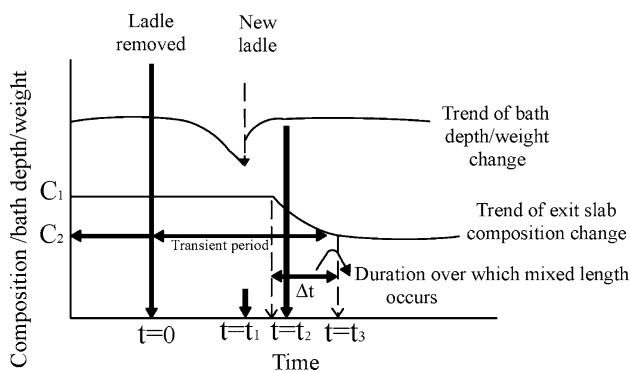 Ladle
removed
New
ladle
Composition /bath depth/weight
Trend of bath
depth/weight
change
C1
C2
Transient period
Trend of exit slab
composition change
Δt
Duration over which mixed length
occurs
t=0
t=t1
t=t2
t=t3
Time